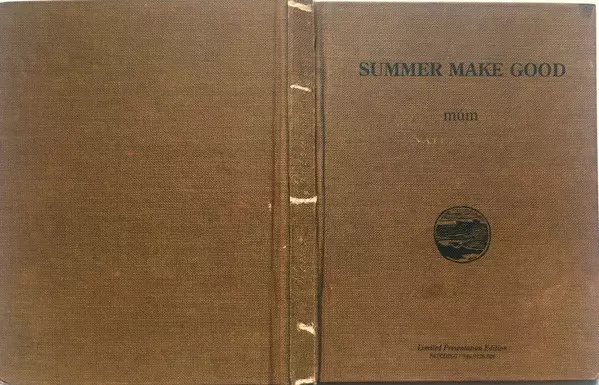 SUMMER MAKE GOOD
múm
Limited Presentation Edition